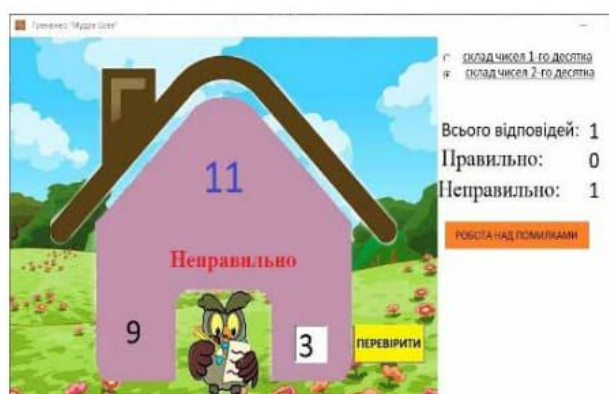 Тренажер "Мудра Сова"
склад чисел 1-го десятка
склад чисел 2-го десятка
11
Всього відповідей: 1
Правильно: 0
Неправильно: 1
РОБОТА НАД ПОМИЛКАМИ
Неправильно
9
3
ПЕРЕВІРИТИ